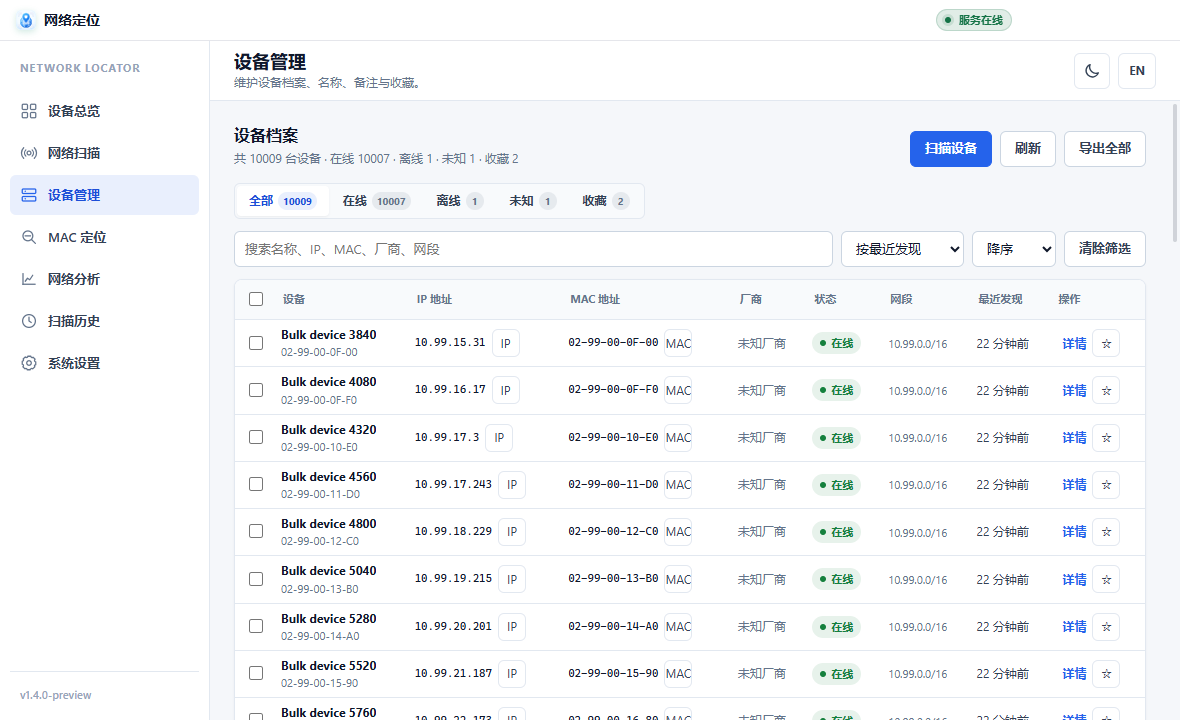 网络定位
服务在线
NETWORK LOCATOR
设备总览
网络扫描
设备管理
MAC 定位
网络分析
扫描历史
系统设置
v1.4.0-preview
设备管理
维护设备档案、名称、备注与收藏。
EN
设备档案
共 10009 台设备 · 在线 10007 · 离线 1 · 未知 1 · 收藏 2
扫描设备 刷新 导出全部
全部 10009 在线 10007 离线 1 未知 1 收藏 2
搜索名称、IP、MAC、厂商、网段 按最近发现 降序 清除筛选
设备 IP 地址 MAC 地址 厂商 状态 网段 最近发现 操作
Bulk device 3840
02-99-00-0F-00
10.99.15.31 IP 02-99-00-0F-00 MAC 未知厂商 在线 10.99.0.0/16 22 分钟前 详情 ☆
Bulk device 4080
02-99-00-0F-F0
10.99.16.17 IP 02-99-00-0F-F0 MAC 未知厂商 在线 10.99.0.0/16 22 分钟前 详情 ☆
Bulk device 4320
02-99-00-10-E0
10.99.17.3 IP 02-99-00-10-E0 MAC 未知厂商 在线 10.99.0.0/16 22 分钟前 详情 ☆
Bulk device 4560
02-99-00-11-D0
10.99.17.243 IP 02-99-00-11-D0 MAC 未知厂商 在线 10.99.0.0/16 22 分钟前 详情 ☆
Bulk device 4800
02-99-00-12-C0
10.99.18.229 IP 02-99-00-12-C0 MAC 未知厂商 在线 10.99.0.0/16 22 分钟前 详情 ☆
Bulk device 5040
02-99-00-13-B0
10.99.19.215 IP 02-99-00-13-B0 MAC 未知厂商 在线 10.99.0.0/16 22 分钟前 详情 ☆
Bulk device 5280
02-99-00-14-A0
10.99.20.201 IP 02-99-00-14-A0 MAC 未知厂商 在线 10.99.0.0/16 22 分钟前 详情 ☆
Bulk device 5520
02-99-00-15-90
10.99.21.187 IP 02-99-00-15-90 MAC 未知厂商 在线 10.99.0.0/16 22 分钟前 详情 ☆
Bulk device 5760